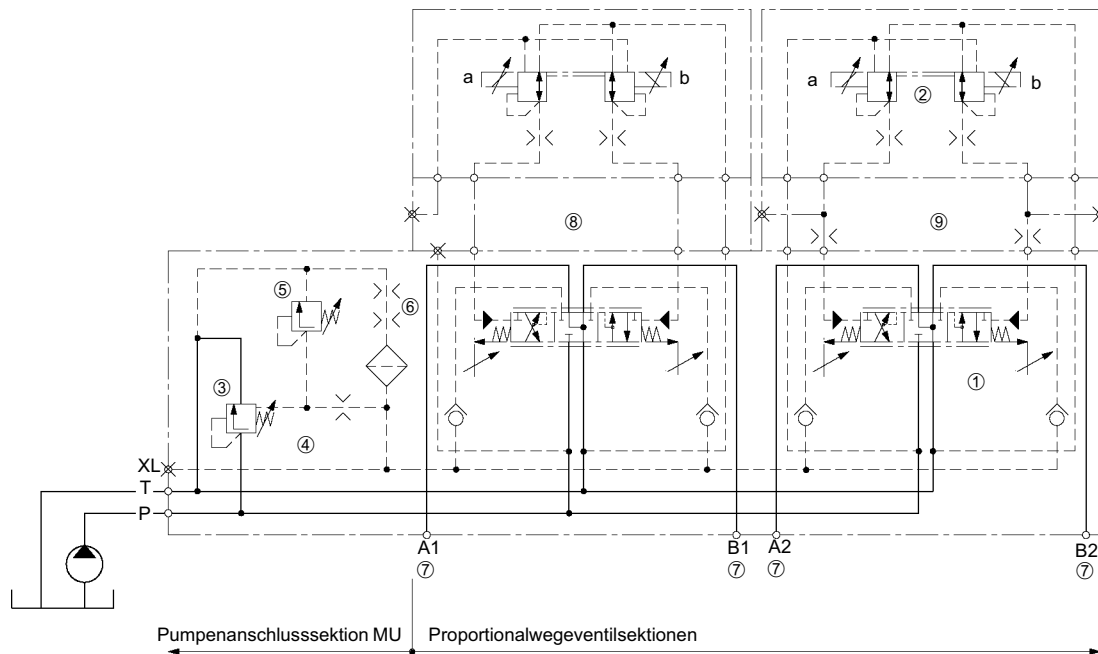 a
b
a
②
b
⑧
⑨
⑤
⑥
③
④
①
XL
T
P
A1
B1
A2
B2
⑦
⑦
⑦
⑦
Pumpenanschlusssektion MU
Proportionalwegeventilsektionen